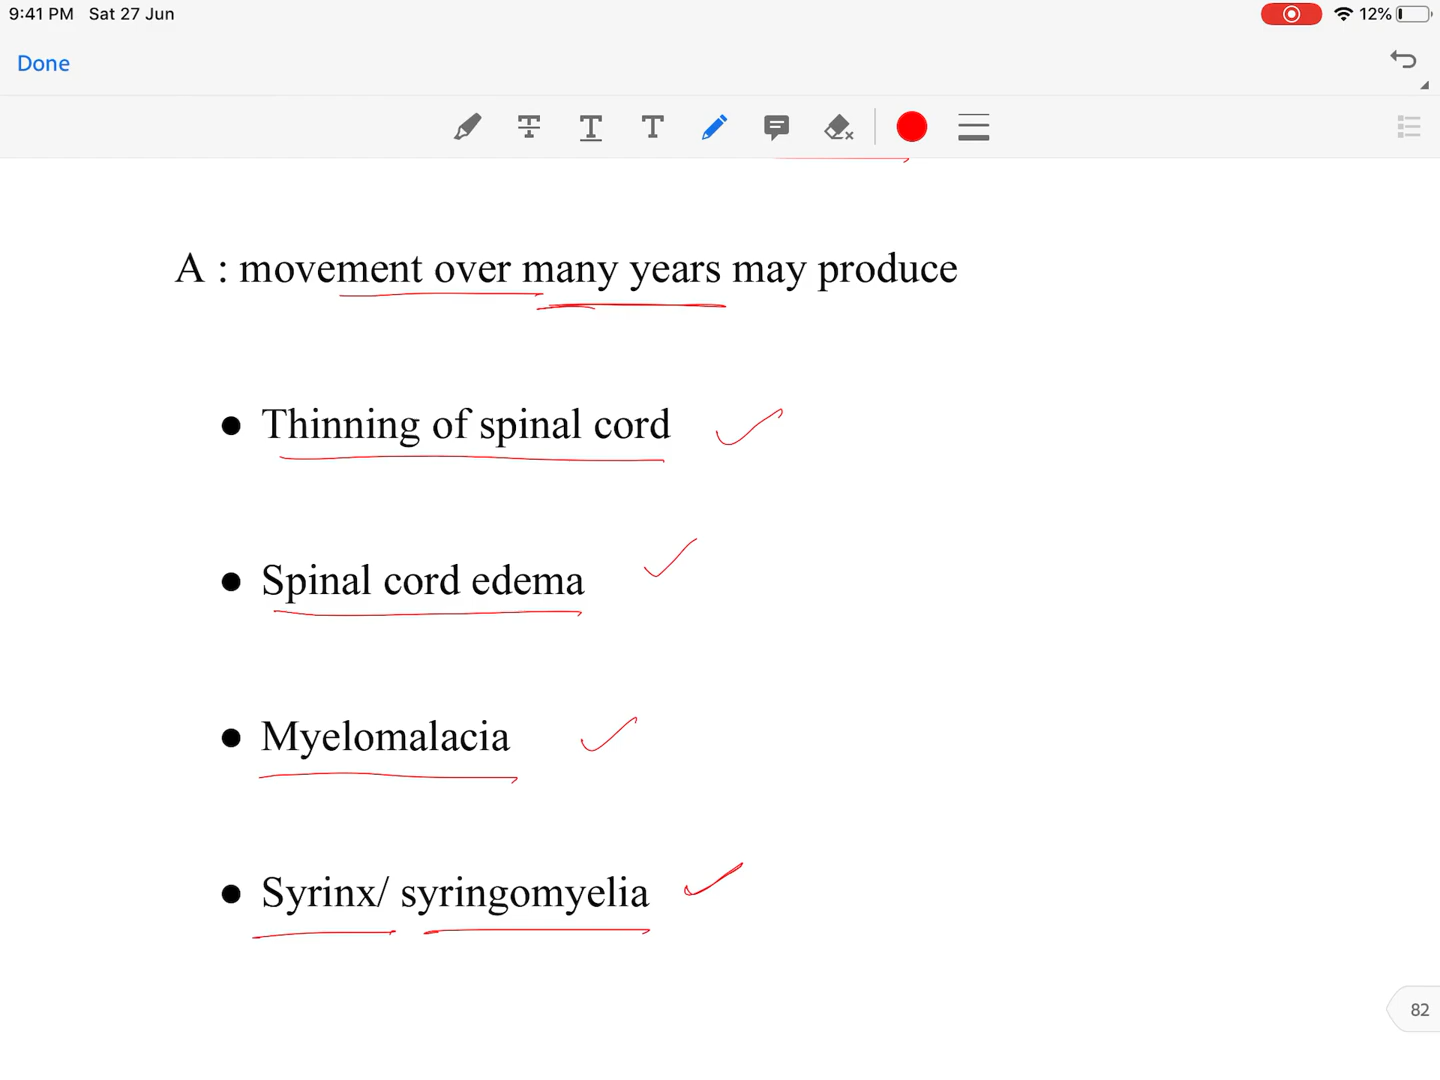 9:41 PM Sat 27 Jun 12%
Done
T T T
A : movement over many years may produce
● Thinning of spinal cord
● Spinal cord edema
● Myelomalacia
● Syrinx/ syringomyelia
82